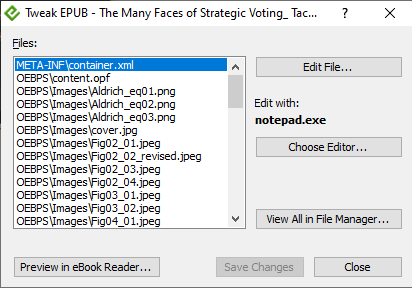 Tweak EPUB - The Many Faces of Strategic Voting_ Tac...
Files:
META-INF\container.xml
OEBPS\content.opf
OEBPS\Images\Aldrich_eq01.png
OEBPS\Images\Aldrich_eq02.png
OEBPS\Images\Aldrich_eq03.png
OEBPS\Images\cover.jpg
OEBPS\Images\Fig02_01.jpeg
OEBPS\Images\Fig02_02_revised.jpeg
OEBPS\Images\Fig02_03.jpeg
OEBPS\Images\Fig02_04.jpeg
OEBPS\Images\Fig03_01.jpeg
OEBPS\Images\Fig03_02.jpeg
OEBPS\Images\Fig04_01.jpeg
Edit File...
Edit with:
notepad.exe
Choose Editor...
View All in File Manager...
Preview in eBook Reader...
Save Changes
Close